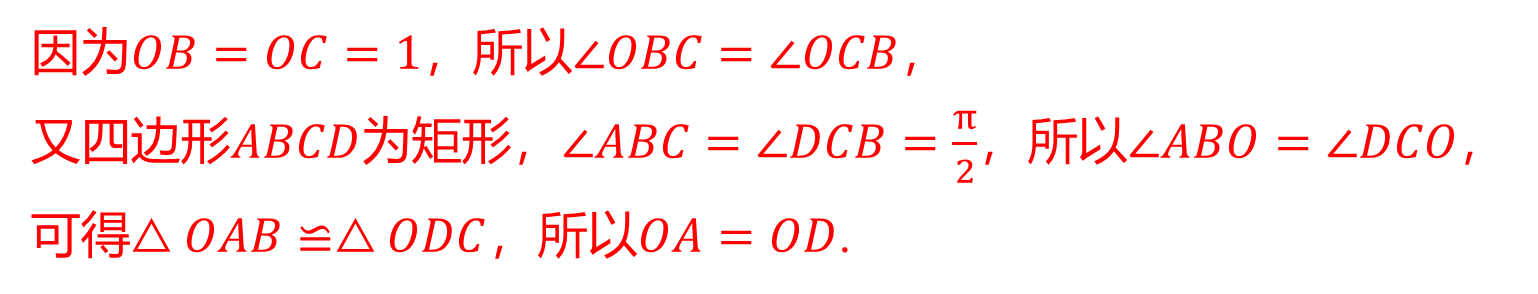 因为OB = OC = 1，所以∠OBC = ∠OCB，
又四边形ABCD为矩形，∠ABC = ∠DCB = π/2，所以∠ABO = ∠DCO，
可得△ OAB ≌△ ODC，所以OA = OD.